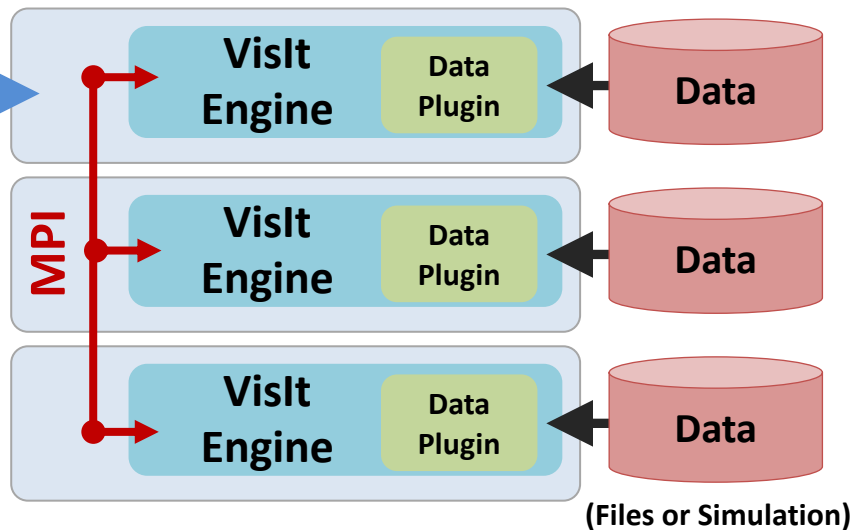 VisIt
Engine
Data
Plugin
Data
MPI
VisIt
Engine
Data
Plugin
Data
VisIt
Engine
Data
Plugin
Data
(Files or Simulation)